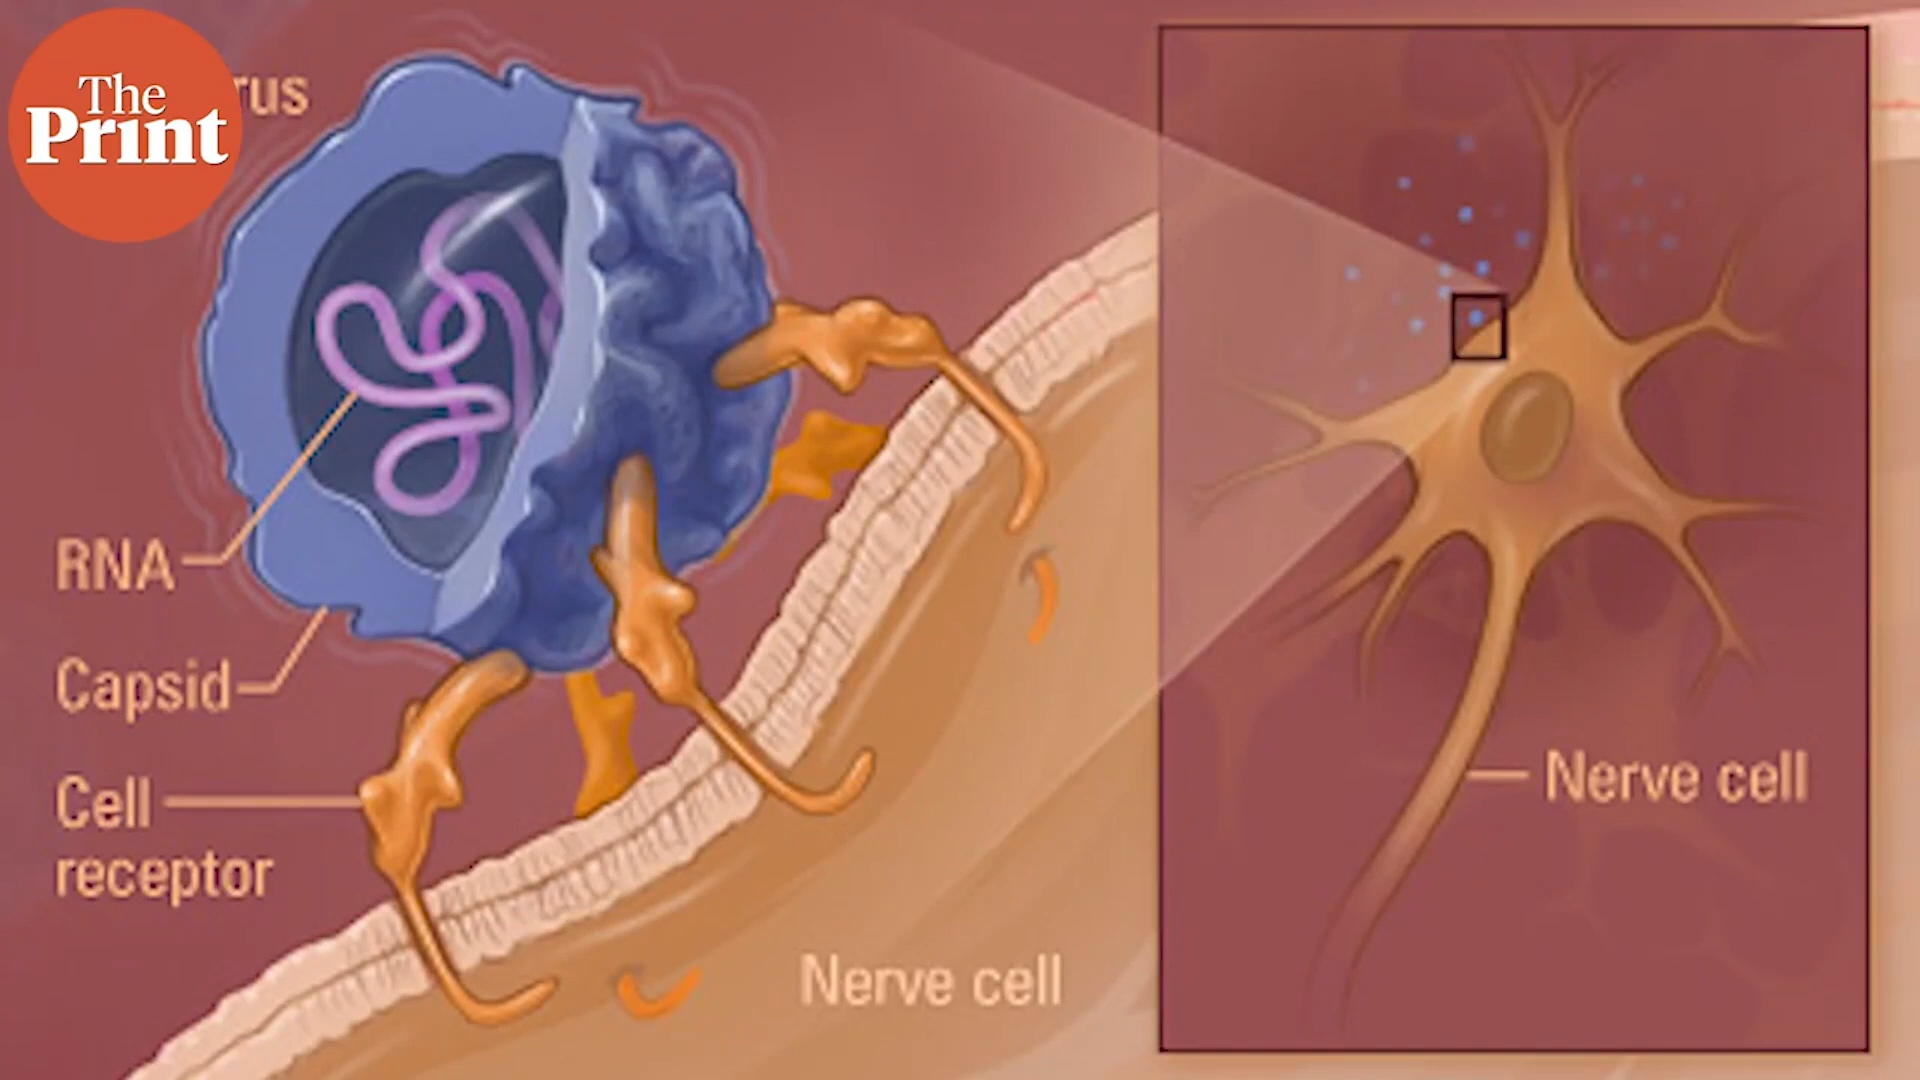 The
Print
rus
RNA
Capsid
Cell
receptor
Nerve cell
Nerve cell